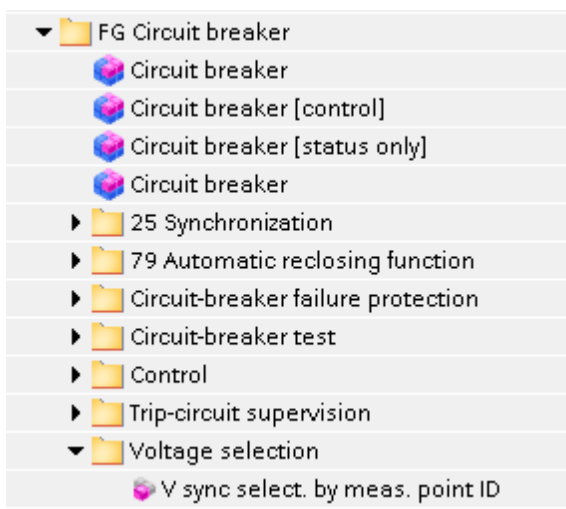 FG Circuit breaker
Circuit breaker
Circuit breaker [control]
Circuit breaker [status only]
Circuit breaker
25 Synchronization
79 Automatic reclosing function
Circuit-breaker failure protection
Circuit-breaker test
Control
Trip-circuit supervision
Voltage selection
V sync select. by meas. point ID